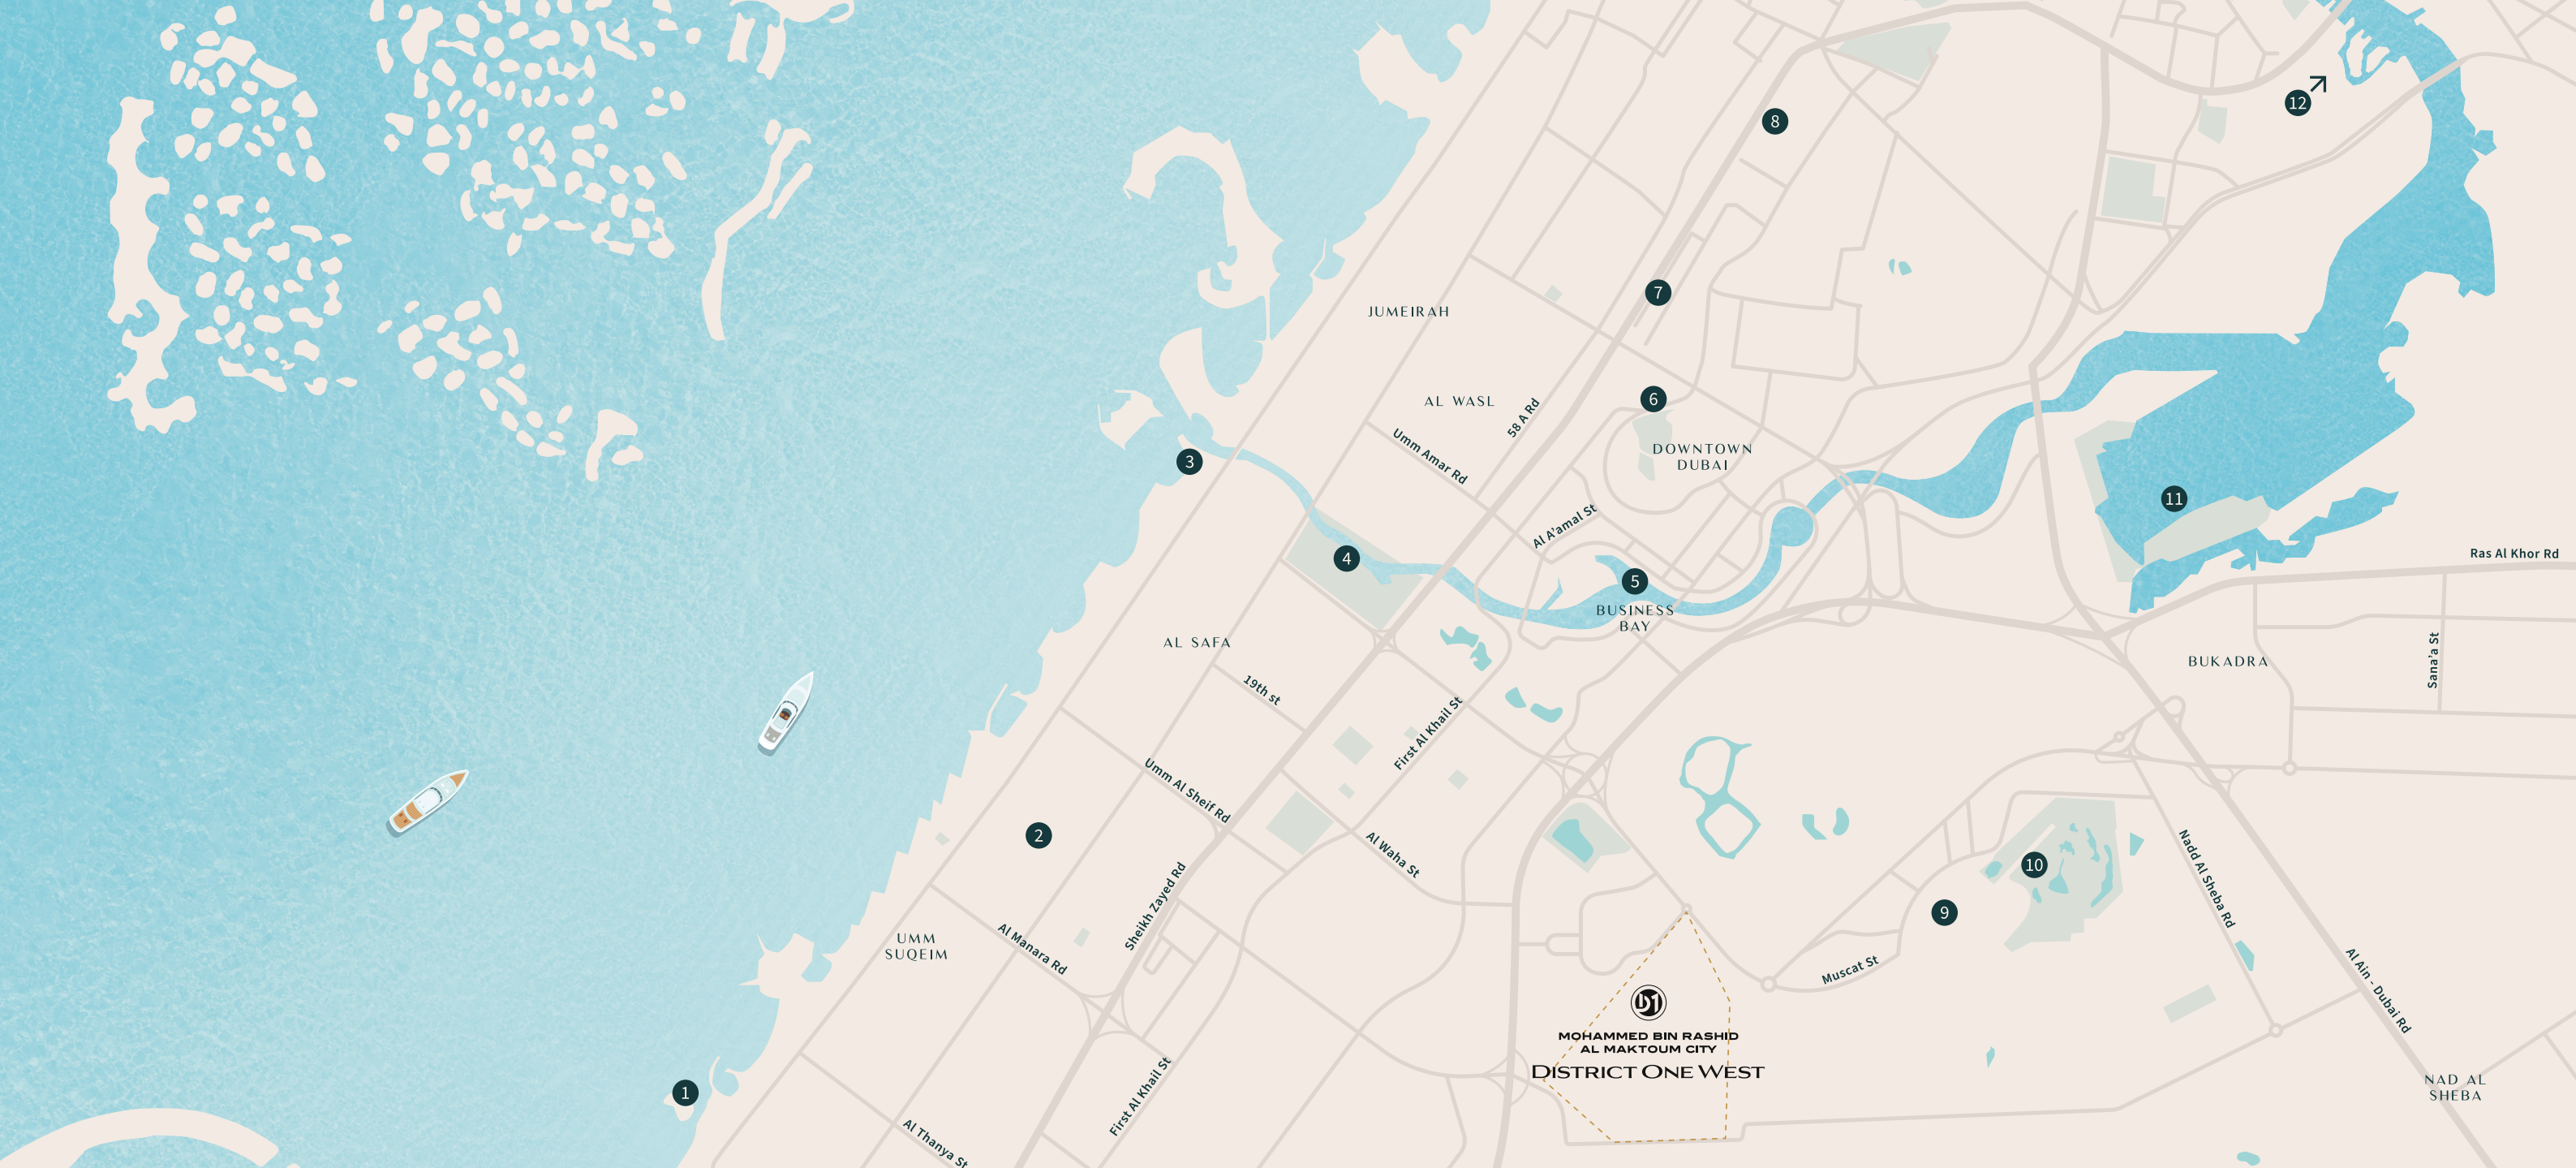 12
8
7
JUMEIRAH
6
AL WASL
58 A Rd
Umm Amar Rd
DOWNTOWN
DUBAI
3
11
Al A'amal St
4
Ras Al Khor Rd
5
BUSINESS
BAY
AL SAFA
BUKADRA
Sana'a St
19th st
First Al Khail St
Umm Al Sheif Rd
2
Al Waha St
10
Nadd Al Sheba Rd
Sheikh Zayed Rd
9
UMM
SUQEIM
Al Manara Rd
Muscat St
Al Ain - Dubai Rd
D1
MOHAMMED BIN RASHID
AL MAKTOUM CITY
DISTRICT ONE WEST
1
First Al Khail St
NAD AL
SHEBA
Al Thanya St